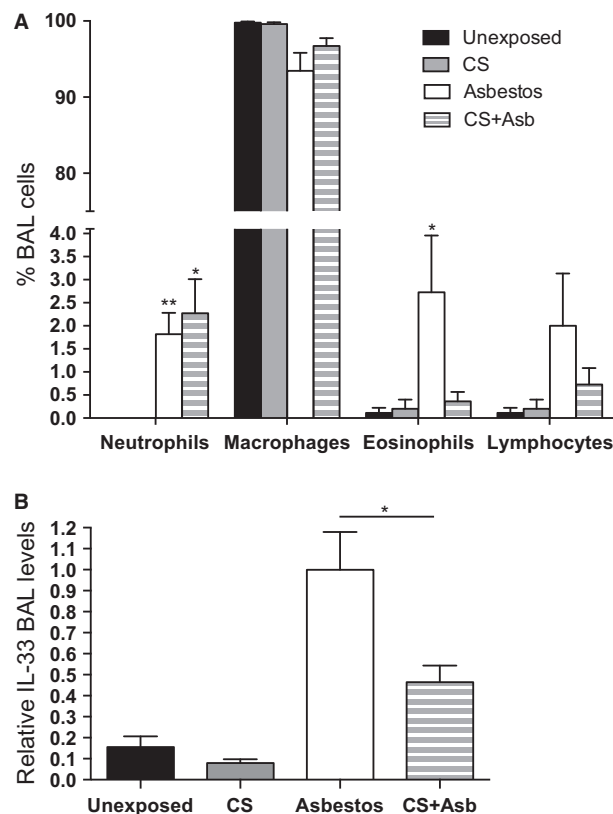 A
% BAL cells
100
90
80
4.0
3.5
3.0
2.5
2.0
1.5
1.0
0.5
0.0
**
*
*
Unexposed
CS
Asbestos
CS+Asb
Neutrophils Macrophages Eosinophils Lymphocytes
B
Relative IL-33 BAL levels
1.2
1.1
1.0
0.9
0.8
0.7
0.6
0.5
0.4
0.3
0.2
0.1
0.0
*
Unexposed CS Asbestos CS+Asb